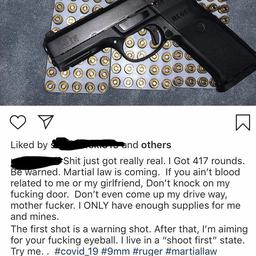 Liked by and others
Shit just got really real. I Got 417 rounds.
Be warned. Martial law is coming. If you ain't blood
related to me or my girlfriend, Don't knock on my
fucking door. Don't even come up my drive way,
mother fucker. I ONLY have enough supplies for me
and mines.
The first shot is a warning shot. After that, I'm aiming
for your fucking eyeball. I live in a "shoot first" state.
Try me. . #covid_19 #9mm #ruger #martiallaw